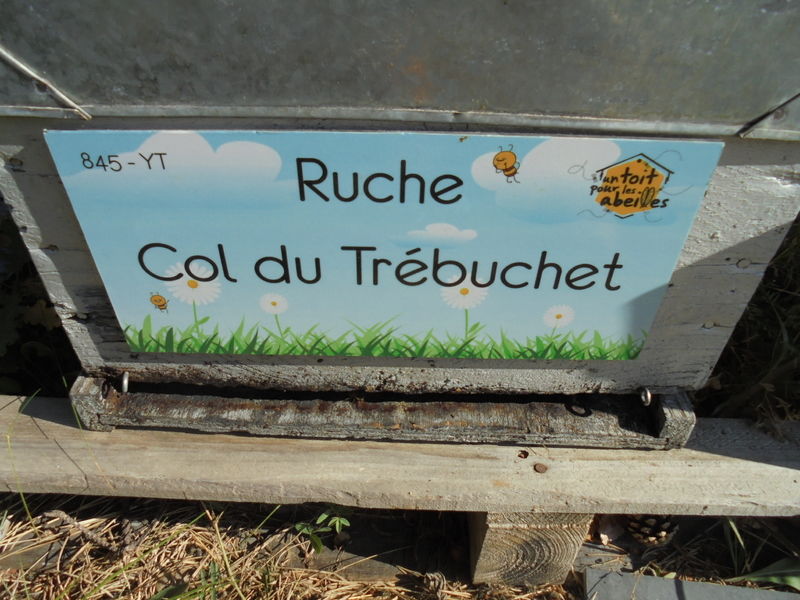 845-YT
Ruche
Un toit
pour les
abeilles
Col du Trébuchet